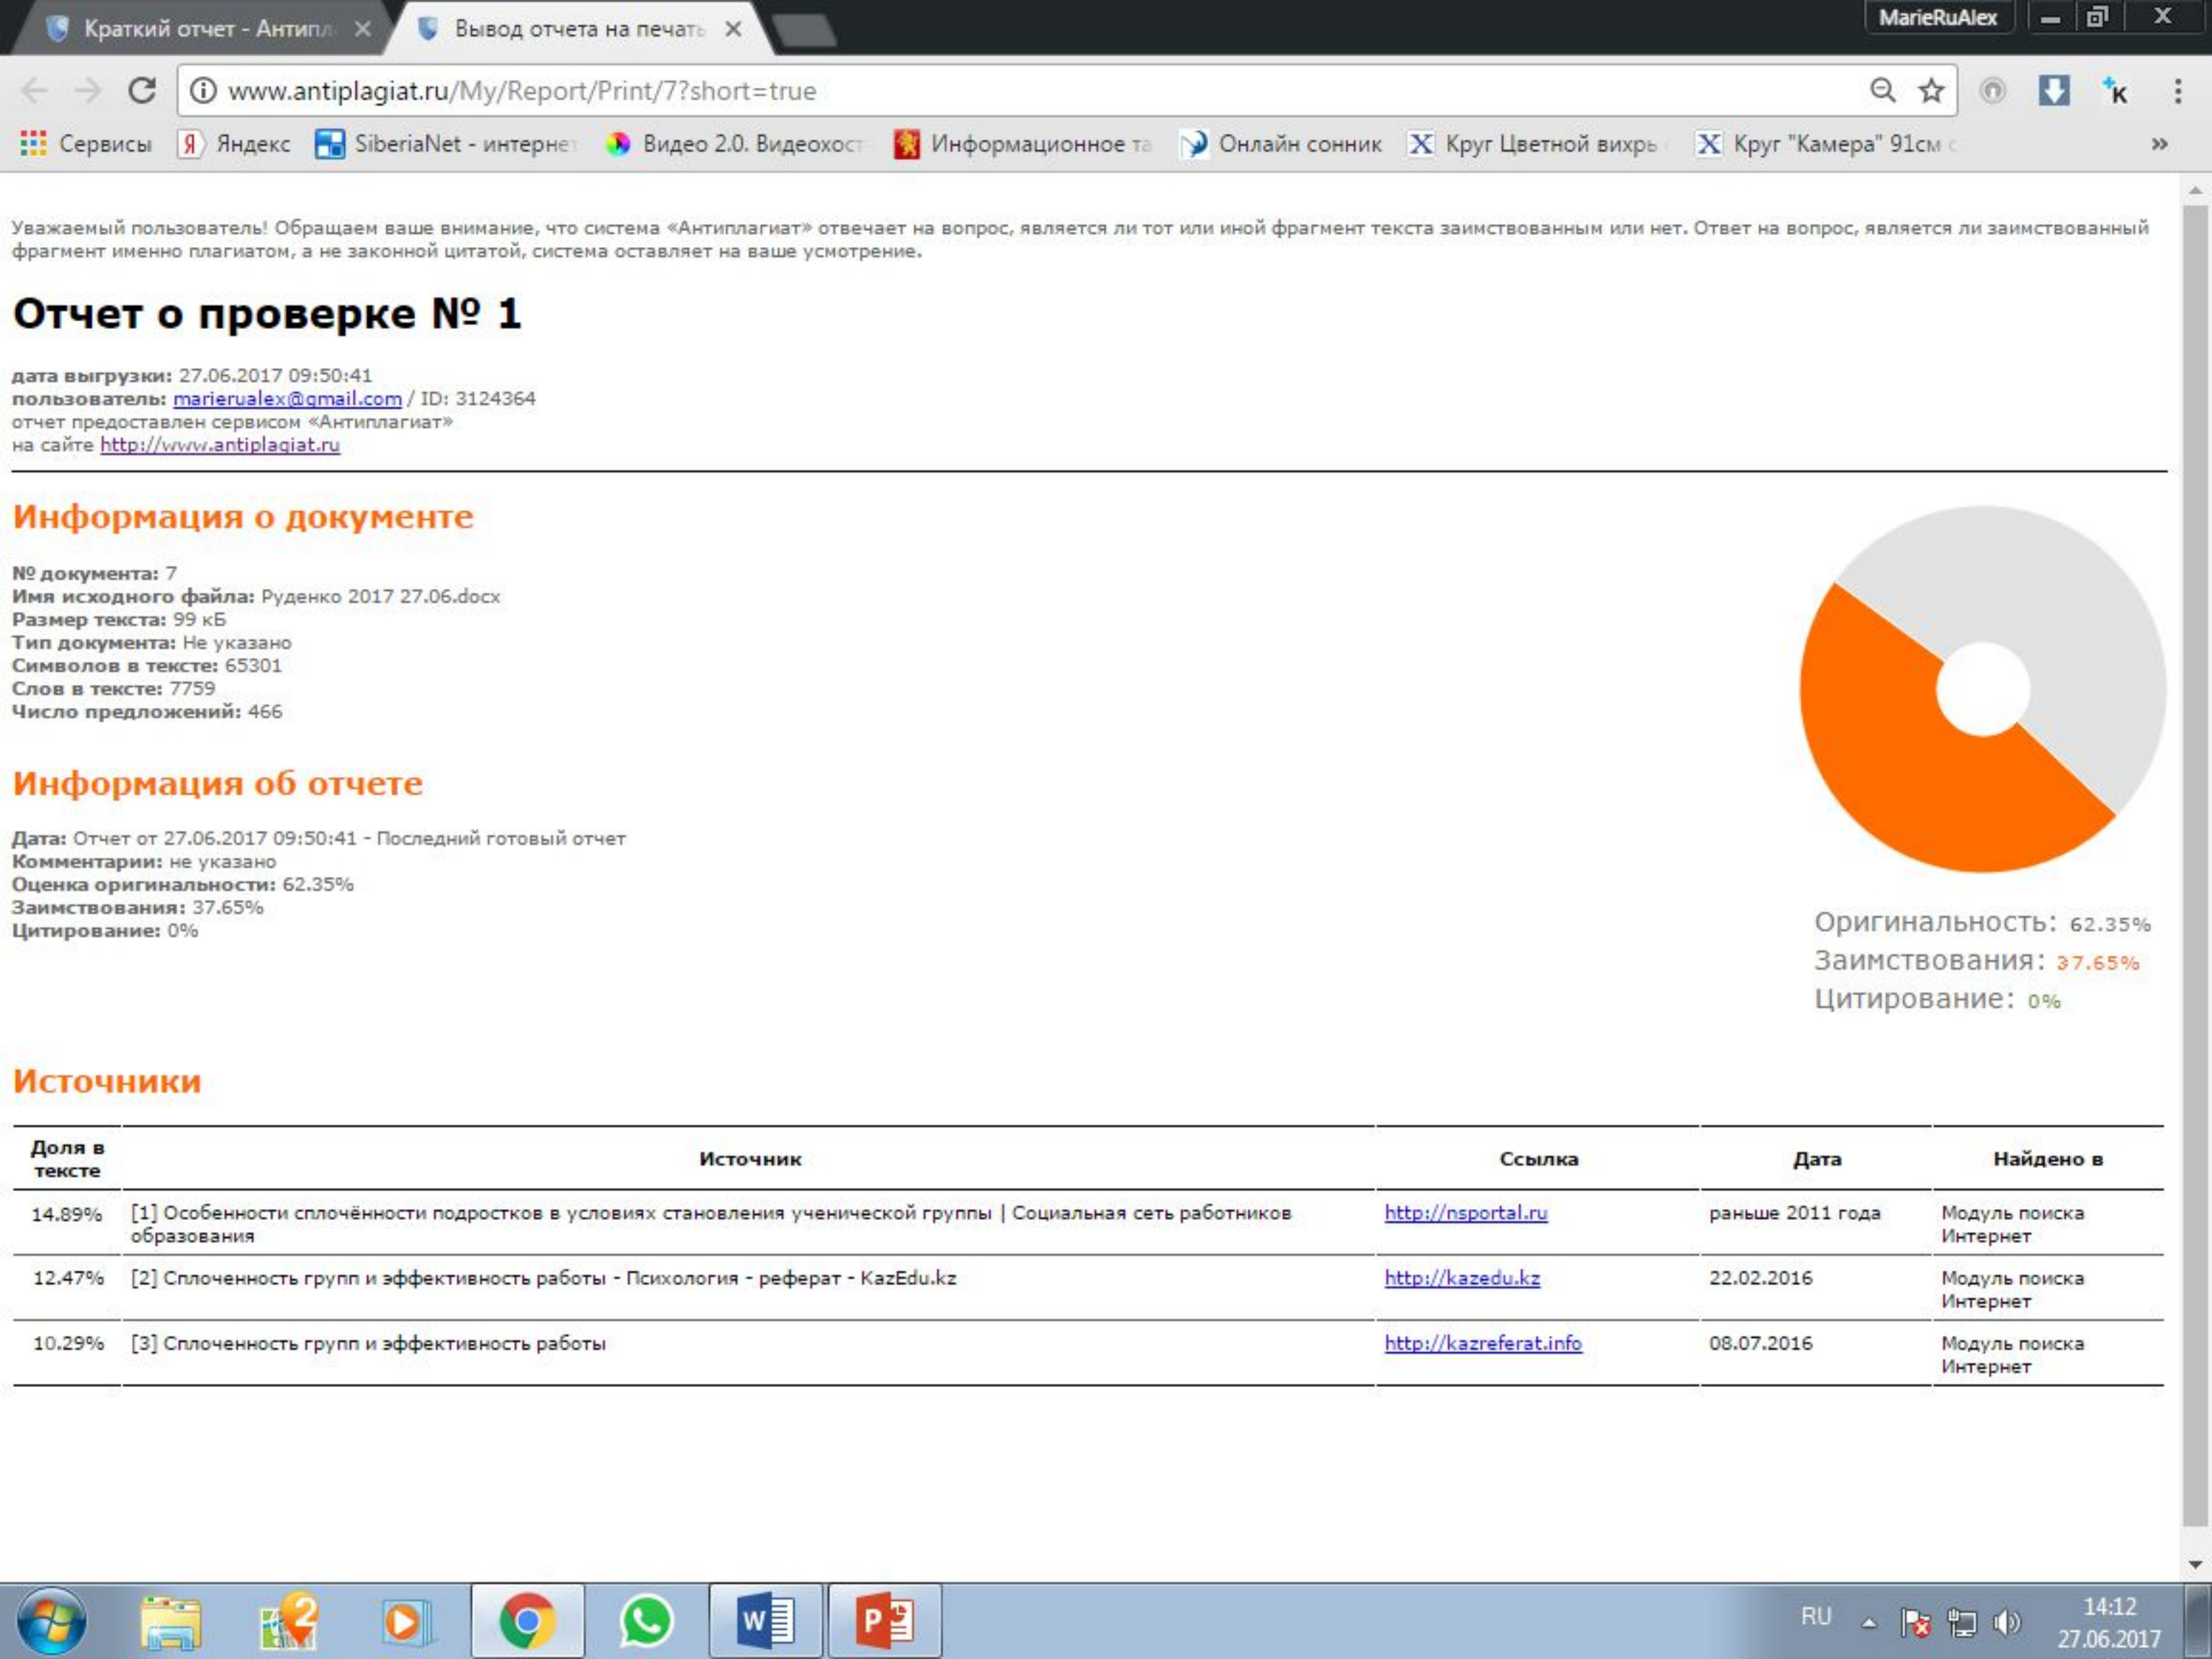 Краткий отчет - Антипл
Вывод отчета на печать
MarieRuAlex
www.antiplagiat.ru/My/Report/Print/7?short=true
Сервисы
Яндекс
SiberiaNet - интернет
Видео 2.0. Видеохост
Информационное та
Онлайн сонник
Круг Цветной вихрь
Круг "Камера" 91см с
»
Уважаемый пользователь! Обращаем ваше внимание, что система «Антиплагиат» отвечает на вопрос, является ли тот или иной фрагмент текста заимствованным или нет. Ответ на вопрос, является ли заимствованный
фрагмент именно плагиатом, а не законной цитатой, система оставляет на ваше усмотрение.
Отчет о проверке № 1
дата выгрузки: 27.06.2017 09:50:41
пользователь: marierualex@gmail.com / ID: 3124364
отчет предоставлен сервисом «Антиплагиат»
на сайте http://www.antiplagiat.ru
Информация о документе
№ документа: 7
Имя исходного файла: Руденко 2017 27.06.docx
Размер текста: 99 кБ
Тип документа: Не указано
Символов в тексте: 65301
Слов в тексте: 7759
Число предложений: 466
Информация об отчете
Дата: Отчет от 27.06.2017 09:50:41 - Последний готовый отчет
Комментарии: не указано
Оценка оригинальности: 62.35%
Заимствования: 37.65%
Цитирование: 0%
Оригинальность: 62.35%
Заимствования: 37.65%
Цитирование: 0%
Источники
Доля в
тексте
Источник
Ссылка
Дата
Найдено в
14.89%
[1] Особенности сплочённости подростков в условиях становления ученической группы | Социальная сеть работников
образования
http://nsportal.ru
раньше 2011 года
Модуль поиска
Интернет
12.47%
[2] Сплоченность групп и эффективность работы - Психология - реферат - KazEdu.kz
http://kazedu.kz
22.02.2016
Модуль поиска
Интернет
10.29%
[3] Сплоченность групп и эффективность работы
http://kazreferat.info
08.07.2016
Модуль поиска
Интернет
RU
14:12
27.06.2017